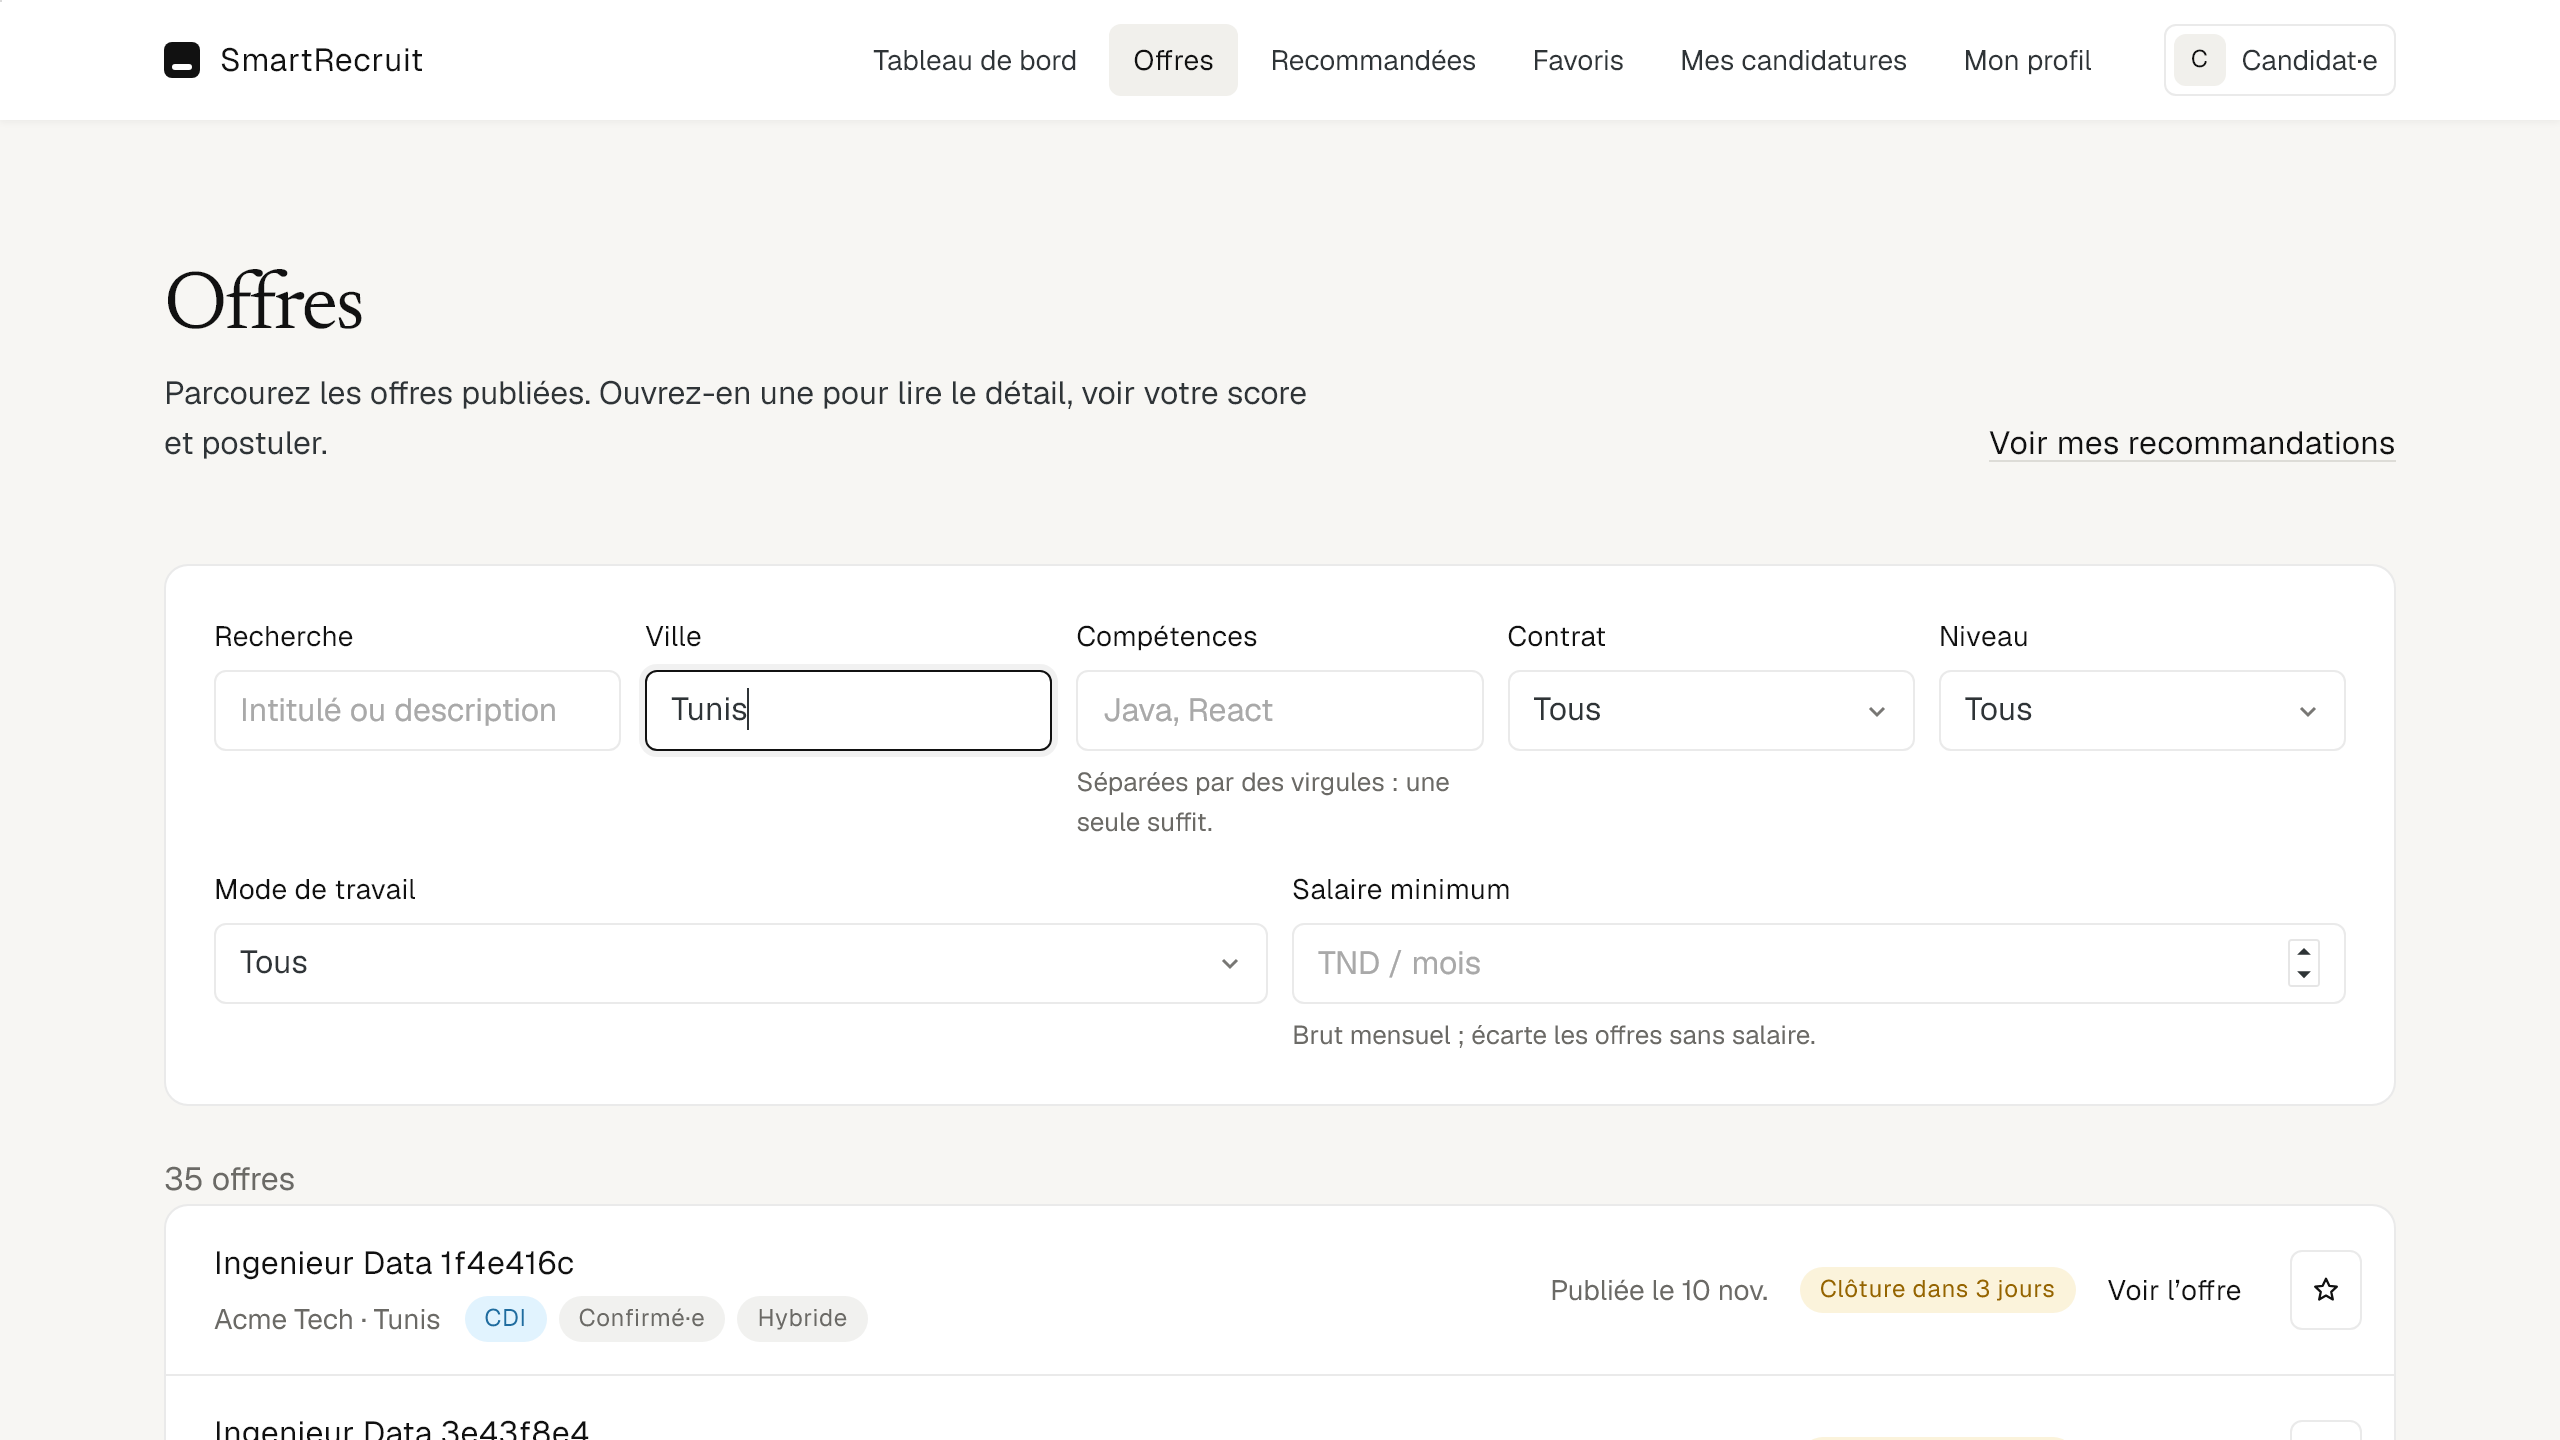 SmartRecruit
Tableau de bord
Offres
Recommandées
Favoris
Mes candidatures
Mon profil
C
Candidat·e
Offres
Parcourez les offres publiées. Ouvrez-en une pour lire le détail, voir votre score
et postuler.
Voir mes recommandations
Recherche
Ville
Compétences
Contrat
Niveau
Intitulé ou description
Tunis
Java, React
Tous
Tous
Séparées par des virgules : une
seule suffit.
Mode de travail
Salaire minimum
Tous
TND / mois
Brut mensuel ; écarte les offres sans salaire.
35 offres
Ingenieur Data 1f4e416c
Acme Tech · Tunis
CDI
Confirmé·e
Hybride
Publiée le 10 nov.
Clôture dans 3 jours
Voir l’offre
Ingenieur Data 3e43f8e4